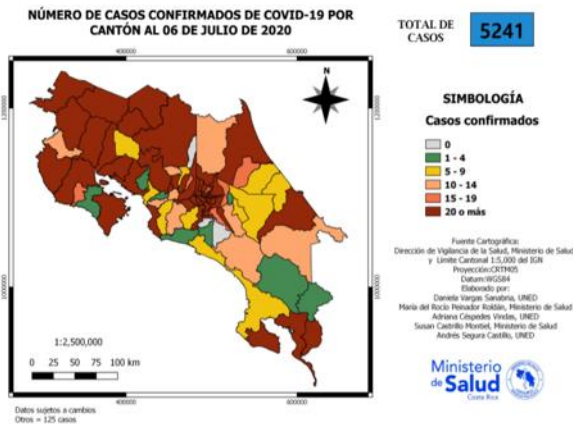 NÚMERO DE CASOS CONFIRMADOS DE COVID-19 POR
CANTÓN AL 06 DE JULIO DE 2020
TOTAL DE
CASOS
5241
400000
600000
N
1200000
1000000
SIMBOLOGÍA
Casos confirmados
0
1 - 4
5 - 9
10 - 14
15 - 19
20 o más
Fuente Cartográfica:
Dirección de Vigilancia de la Salud, Ministerio de Salud
y Limite Cantonal 1:5,000 del IGN
Proyección:CRTM05
Datum:WGS84
Elaborado por:
Daniela Vargas Sanabria, UNED
María del Rocío Peinador Roldán, Ministerio de Salud
Adriana Céspedes Vindas, UNED
Susan Castrillo Montiel, Ministerio de Salud
Andrés Segura Castillo, UNED
1:2,500,000
0 25 50 75 100 km
400000
600000
Ministerio
de Salud
Costa Rica
Datos sujetos a cambios
Otros = 125 casos